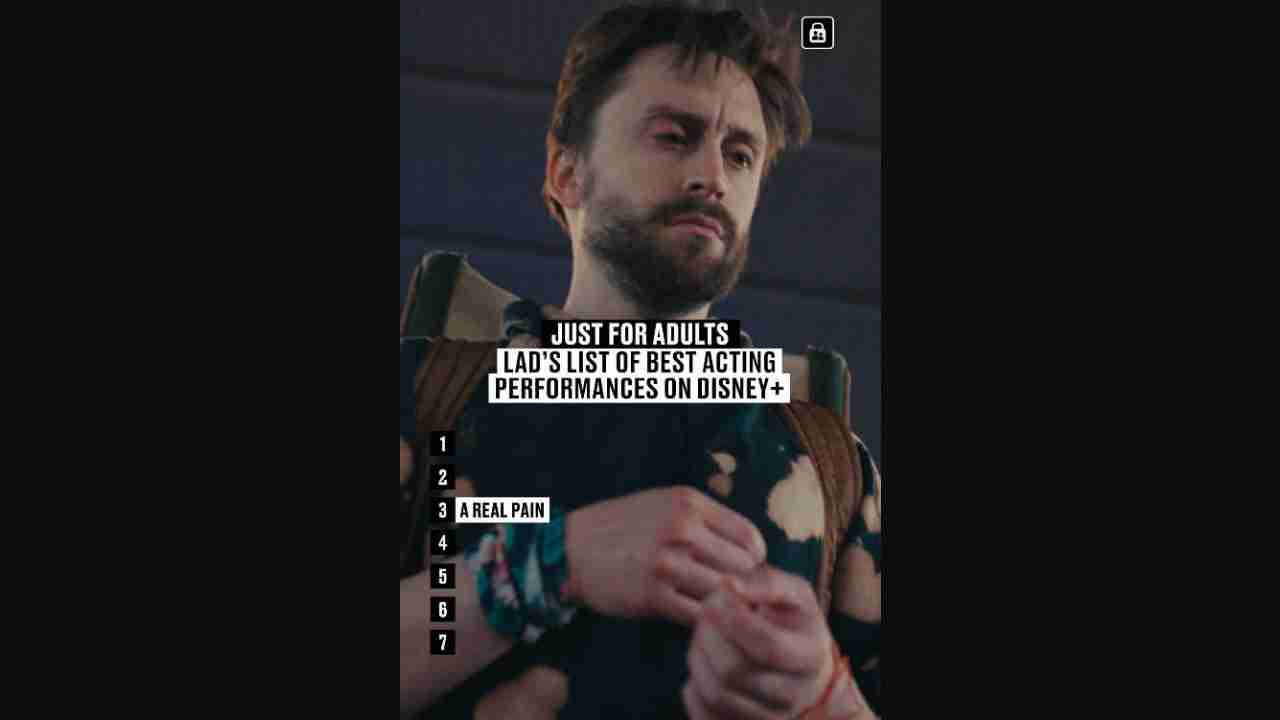 JUST FOR ADULTS
LAD'S LIST OF BEST ACTING
PERFORMANCES ON DISNEY+
1
2
3 A REAL PAIN
4
5
6
7